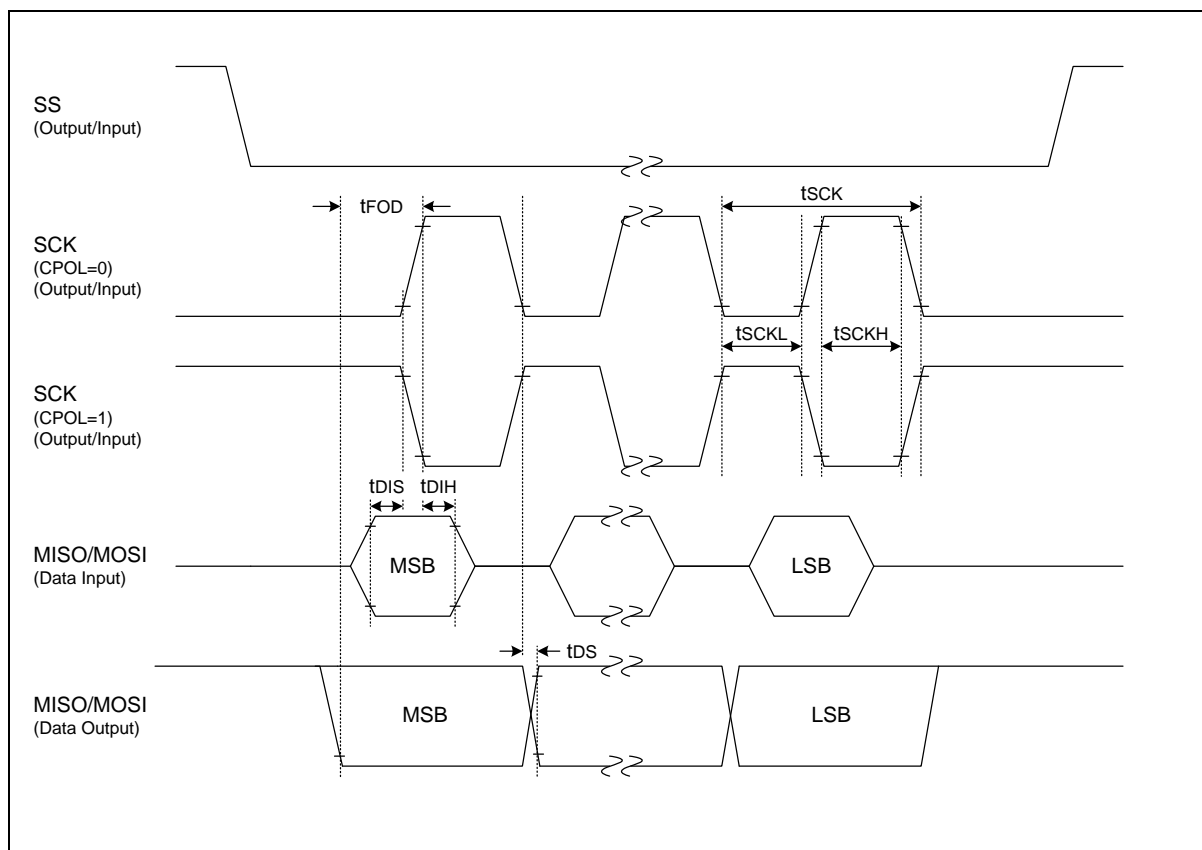 SS
(Output/Input)
tFOD
tSCK
SCK
(CPOL=0)
(Output/Input)
tSCKL
tSCKH
SCK
(CPOL=1)
(Output/Input)
tDIS
tDIH
MISO/MOSI
(Data Input)
MSB
LSB
tDS
MISO/MOSI
(Data Output)
MSB
LSB